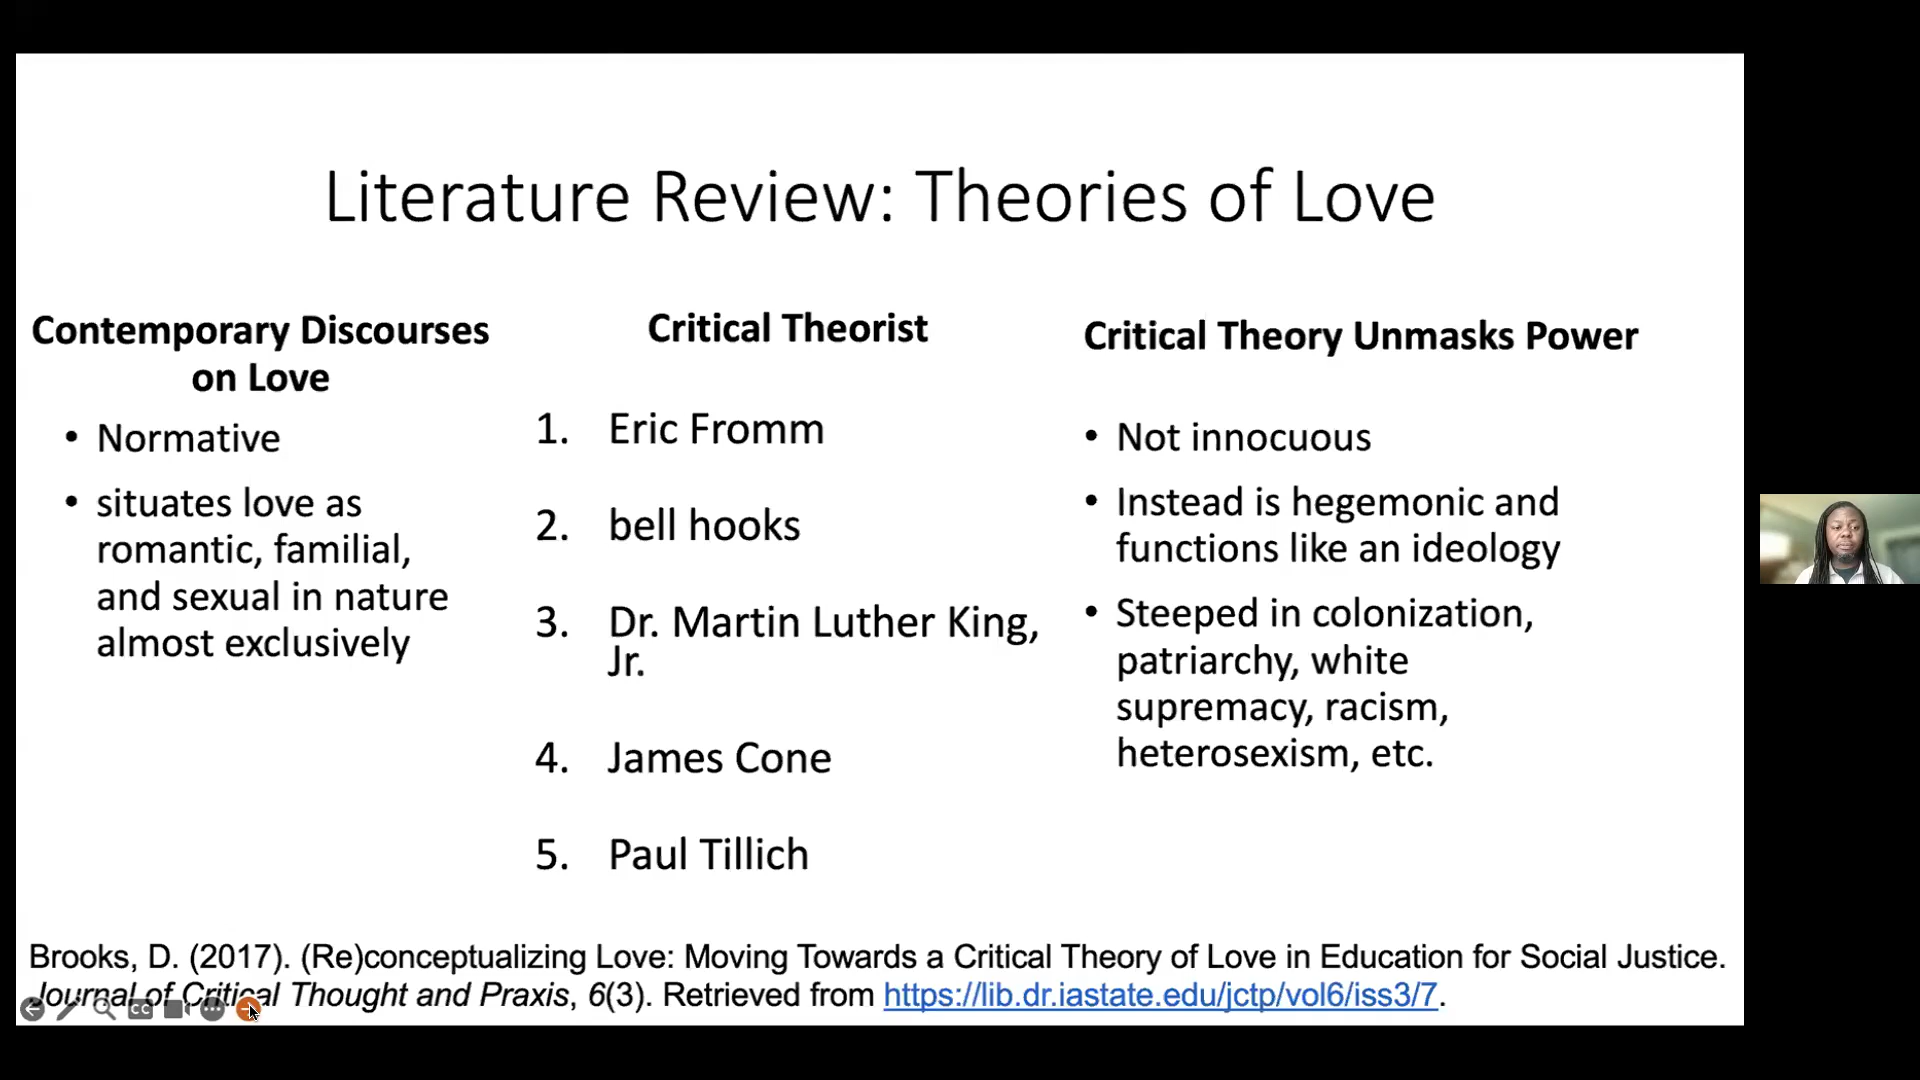 Literature Review: Theories of Love
Contemporary Discourses
on Love
• Normative
• situates love as
romantic, familial,
and sexual in nature
almost exclusively
Critical Theorist
1. Eric Fromm
2. bell hooks
3. Dr. Martin Luther King,
Jr.
4. James Cone
5. Paul Tillich
Critical Theory Unmasks Power
• Not innocuous
• Instead is hegemonic and
functions like an ideology
• Steeped in colonization,
patriarchy, white
supremacy, racism,
heterosexism, etc.
Brooks, D. (2017). (Re)conceptualizing Love: Moving Towards a Critical Theory of Love in Education for Social Justice.
Journal of Critical Thought and Praxis, 6(3). Retrieved from https://lib.dr.iastate.edu/jctp/vol6/iss3/7.
CC